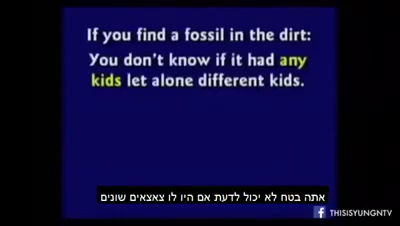 If you find a fossil in the dirt:
You don't know if it had any
kids let alone different kids.
אתה בטח לא יכול לדעת אם היו לו צאצאים שונים
THISISYUNGNTV